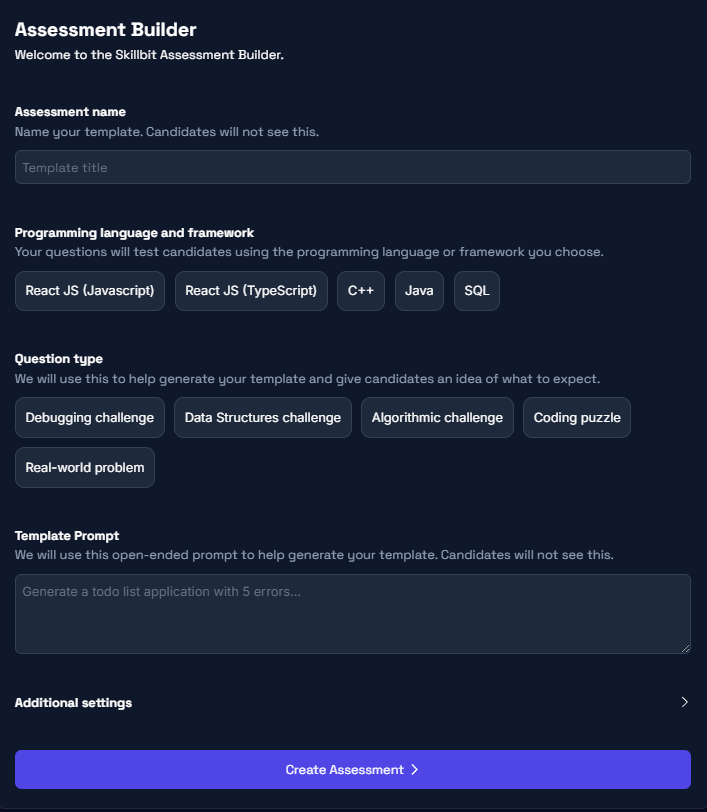 Assessment Builder
Welcome to the Skillbit Assessment Builder.
Assessment name
Name your template. Candidates will not see this.
Template title
Programming language and framework
Your questions will test candidates using the programming language or framework you choose.
React JS (Javascript) React JS (TypeScript) C++ Java SQL
Question type
We will use this to help generate your template and give candidates an idea of what to expect.
Debugging challenge Data Structures challenge Algorithmic challenge Coding puzzle
Real-world problem
Template Prompt
We will use this open-ended prompt to help generate your template. Candidates will not see this.
Generate a todo list application with 5 errors...
Additional settings
Create Assessment